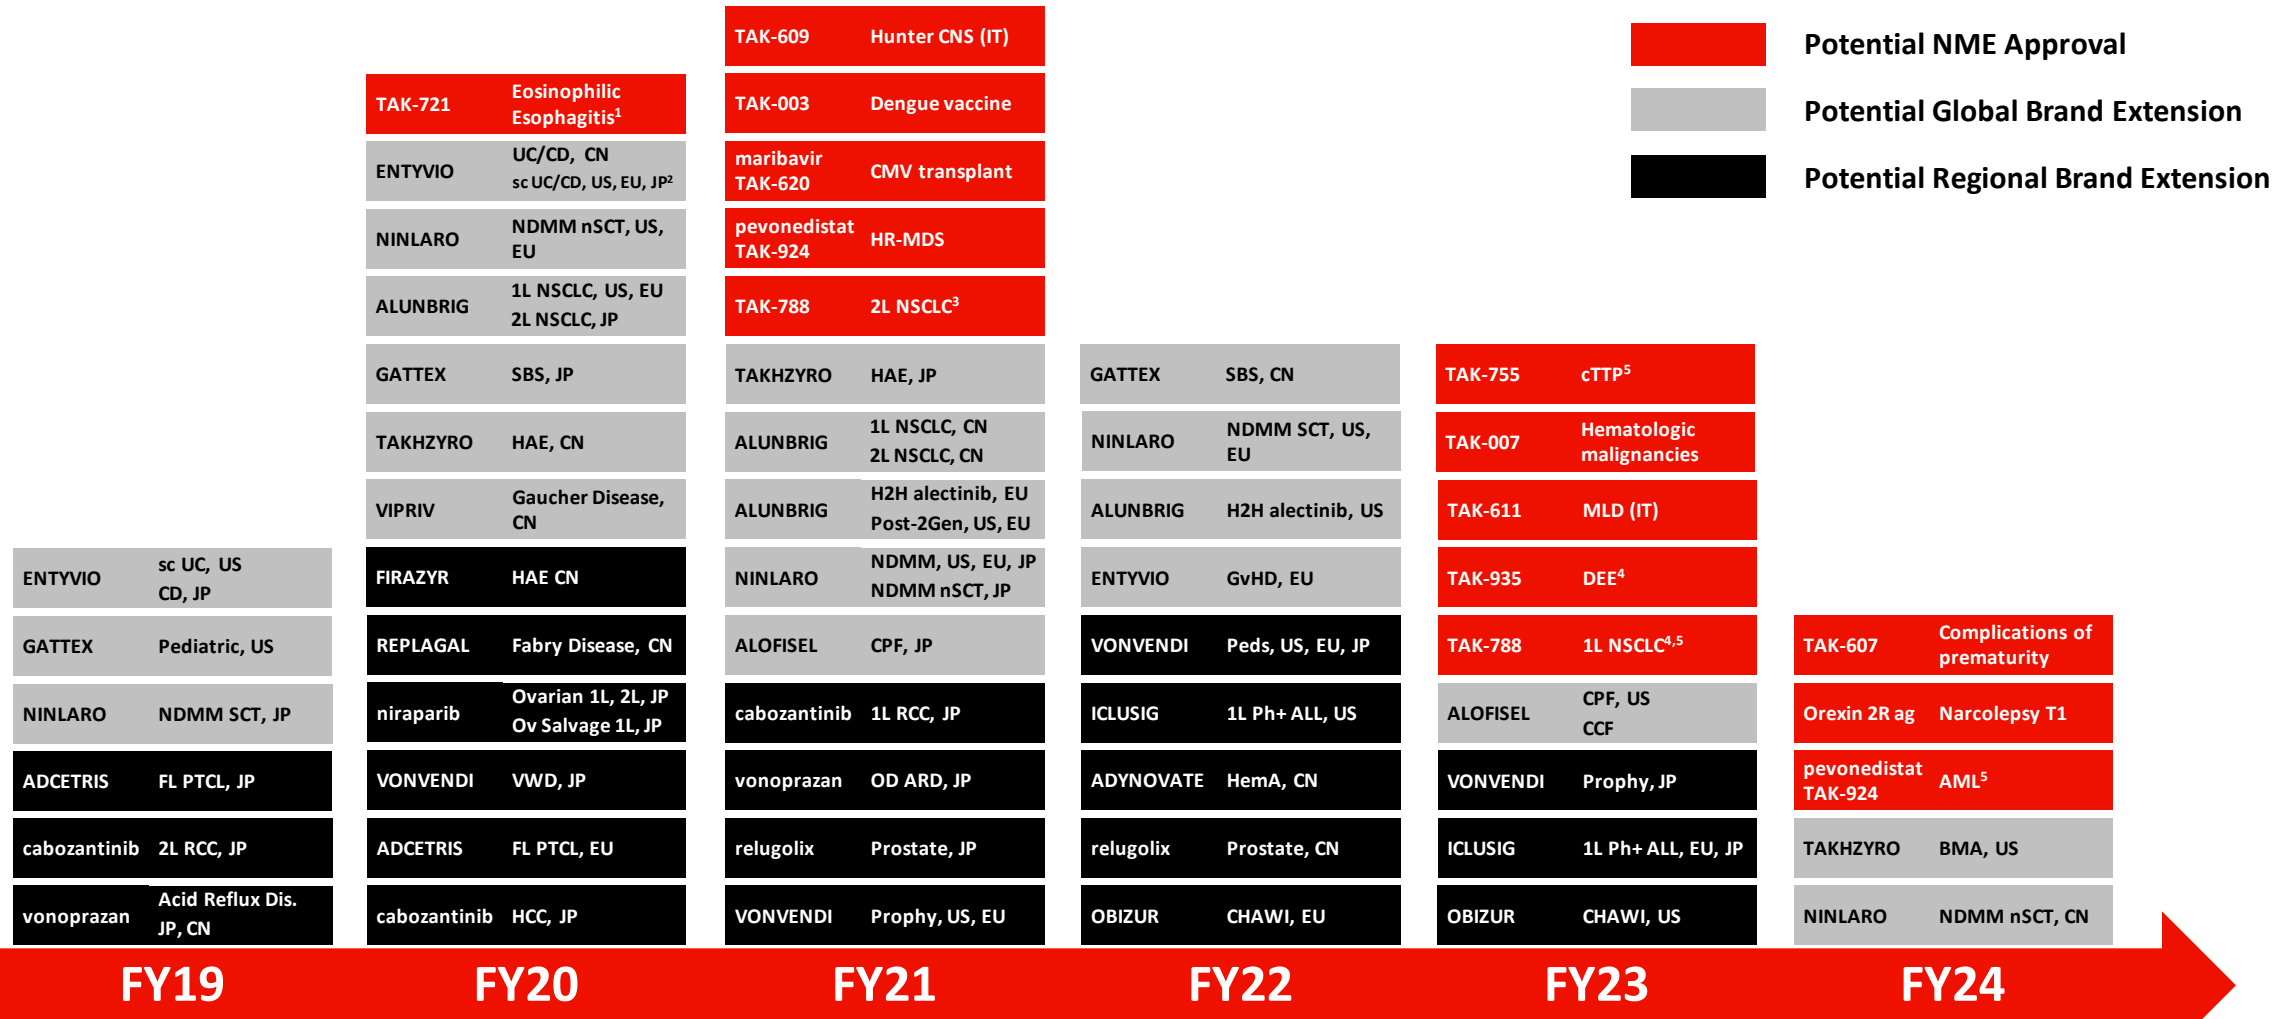 Potential NME Approval
Potential Global Brand Extension
Potential Regional Brand Extension
ENTYVIO
sc UC, US
CD, JP
GATTEX
Pediatric, US
NINLARO
NDMM SCT, JP
ADCETRIS
FL PTCL, JP
cabozantinib
2L RCC, JP
vonoprazan
Acid Reflux Dis.
JP, CN
FY19
TAK-721
Eosinophilic
Esophagitis¹
ENTYVIO
UC/CD, CN
sc UC/CD, US, EU, JP²
NINLARO
NDMM nSCT, US,
EU
ALUNBRIG
1L NSCLC, US, EU
2L NSCLC, JP
GATTEX
SBS, JP
TAKHZYRO
HAE, CN
VIPRIV
Gaucher Disease,
CN
FIRAZYR
HAE CN
REPLAGAL
Fabry Disease, CN
niraparib
Ovarian 1L, 2L, JP
Ov Salvage 1L, JP
VONVENDI
VWD, JP
ADCETRIS
FL PTCL, EU
cabozantinib
HCC, JP
FY20
TAK-609
Hunter CNS (IT)
TAK-003
Dengue vaccine
maribavir
TAK-620
CMV transplant
pevonedistat
TAK-924
HR-MDS
TAK-788
2L NSCLC³
TAKHZYRO
HAE, JP
ALUNBRIG
1L NSCLC, CN
2L NSCLC, CN
ALUNBRIG
H2H alectinib, EU
Post-2Gen, US, EU
NINLARO
NDMM, US, EU, JP
NDMM nSCT, JP
ALOFISEL
CPF, JP
cabozantinib
1L RCC, JP
vonoprazan
OD ARD, JP
relugolix
Prostate, JP
VONVENDI
Prophy, US, EU
FY21
GATTEX
SBS, CN
NINLARO
NDMM SCT, US,
EU
ALUNBRIG
H2H alectinib, US
ENTYVIO
GvHD, EU
VONVENDI
Peds, US, EU, JP
ICLUSIG
1L Ph+ ALL, US
ADYNOVATE
HemA, CN
relugolix
Prostate, CN
OBIZUR
CHAWI, EU
FY22
TAK-755
cTTP⁵
TAK-007
Hematologic
malignancies
TAK-611
MLD (IT)
TAK-935
DEE⁴
TAK-788
1L NSCLC⁴,⁵
ALOFISEL
CPF, US
CCF
VONVENDI
Prophy, JP
ICLUSIG
1L Ph+ ALL, EU, JP
OBIZUR
CHAWI, US
FY23
TAK-607
Complications of
prematurity
Orexin 2R ag
Narcolepsy T1
pevonedistat
TAK-924
AML⁵
TAKHZYRO
BMA, US
NINLARO
NDMM nSCT, CN
FY24